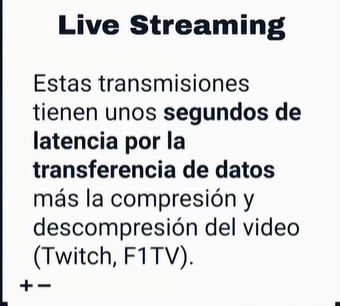 Live Streaming
Estas transmisiones
tienen unos segundos de
latencia por la
transferencia de datos
más la compresión y
descompresión del video
(Twitch, F1TV).
+−